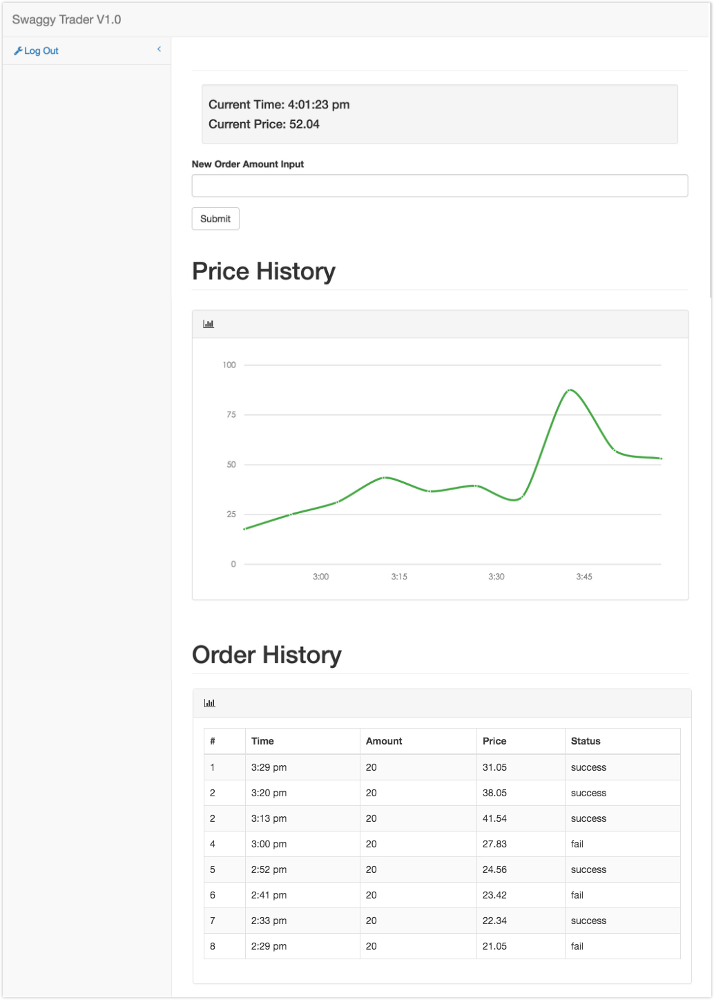 Swaggy Trader V1.0
Log Out
Current Time: 4:01:23 pm
Current Price: 52.04
New Order Amount Input
Submit
Price History
100
75
50
25
0
3:00 3:15 3:30 3:45
Order History
# Time Amount Price Status
1 3:29 pm 20 31.05 success
2 3:20 pm 20 38.05 success
2 3:13 pm 20 41.54 success
4 3:00 pm 20 27.83 fail
5 2:52 pm 20 24.56 success
6 2:41 pm 20 23.42 fail
7 2:33 pm 20 22.34 success
8 2:29 pm 20 21.05 fail